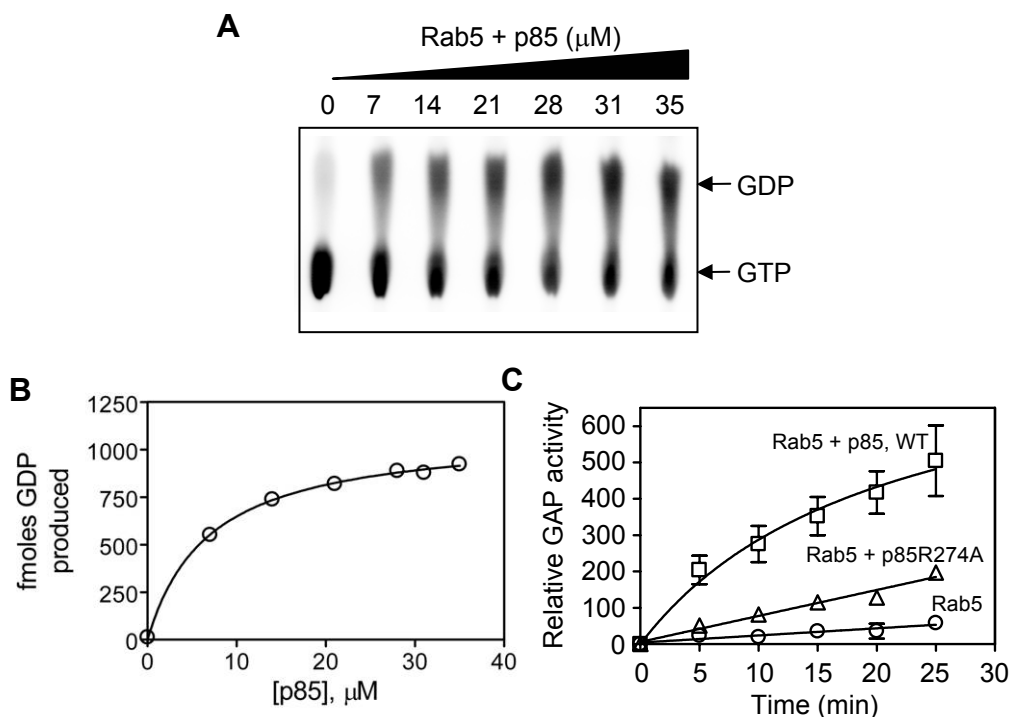 A
Rab5 + p85 (μM)
0 7 14 21 28 31 35
GDP
GTP
B
fmoles GDP
produced
1250
1000
750
500
250
0
0 10 20 30 40
[p85], μM
C
Relative GAP activity
600
500
400
300
200
100
0
Rab5 + p85, WT
Rab5 + p85R274A
Rab5
0 5 10 15 20 25 30
Time (min)